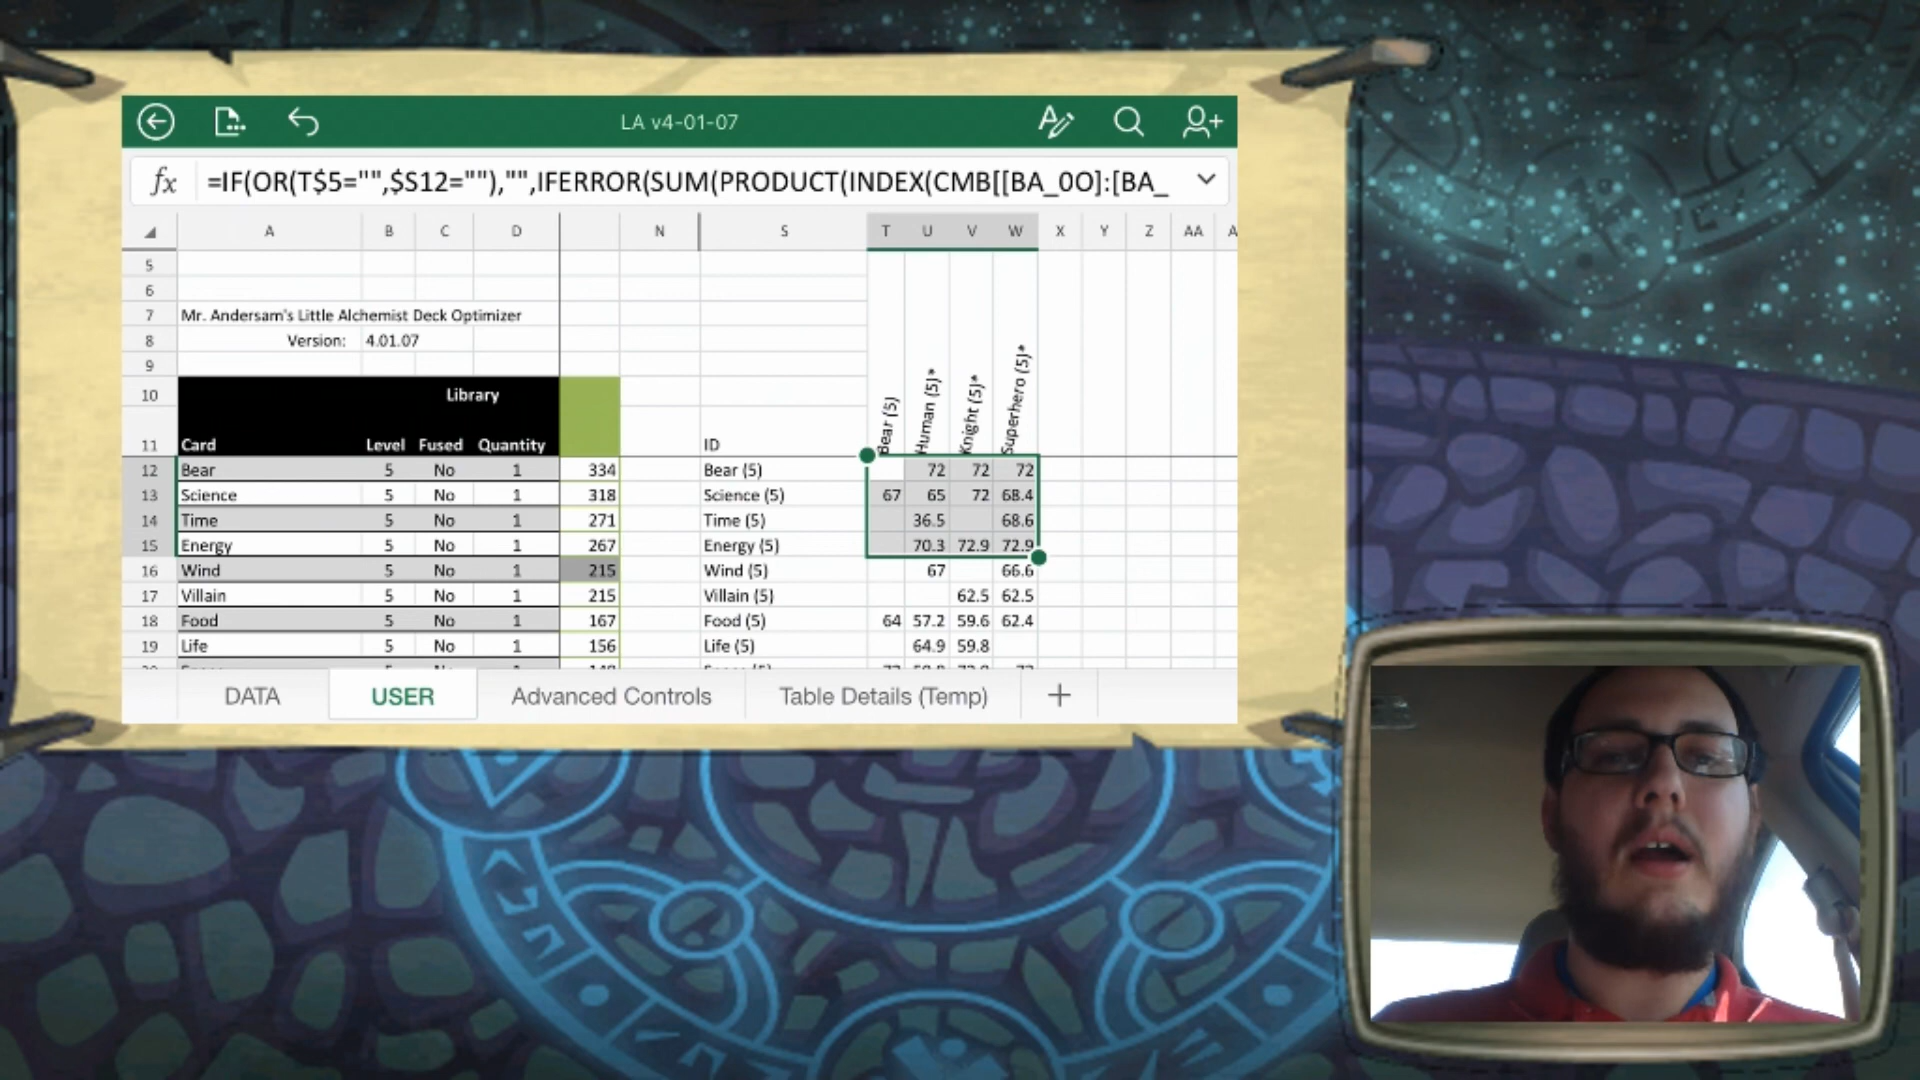 LA v4-01-07
fx =IF(OR(T$5="",$S12=""),"",IFERROR(SUM(PRODUCT(INDEX(CMB[[BA_0O]:[BA_
A B C D N S T U V W X Y Z AA A
5
6
7 Mr. Andersam's Little Alchemist Deck Optimizer
8 Version: 4.01.07
9
Bear (5) Human (5)* Knight (5)* Superhero (5)*
10 Library
11 Card Level Fused Quantity ID
12 Bear 5 No 1 334 Bear (5) 72 72 72
13 Science 5 No 1 318 Science (5) 67 65 72 68.4
14 Time 5 No 1 271 Time (5) 36.5 68.6
15 Energy 5 No 1 267 Energy (5) 70.3 72.9 72.9
16 Wind 5 No 1 215 Wind (5) 67 66.6
17 Villain 5 No 1 215 Villain (5) 62.5 62.5
18 Food 5 No 1 167 Food (5) 64 57.2 59.6 62.4
19 Life 5 No 1 156 Life (5) 64.9 59.8
DATA USER Advanced Controls Table Details (Temp) +